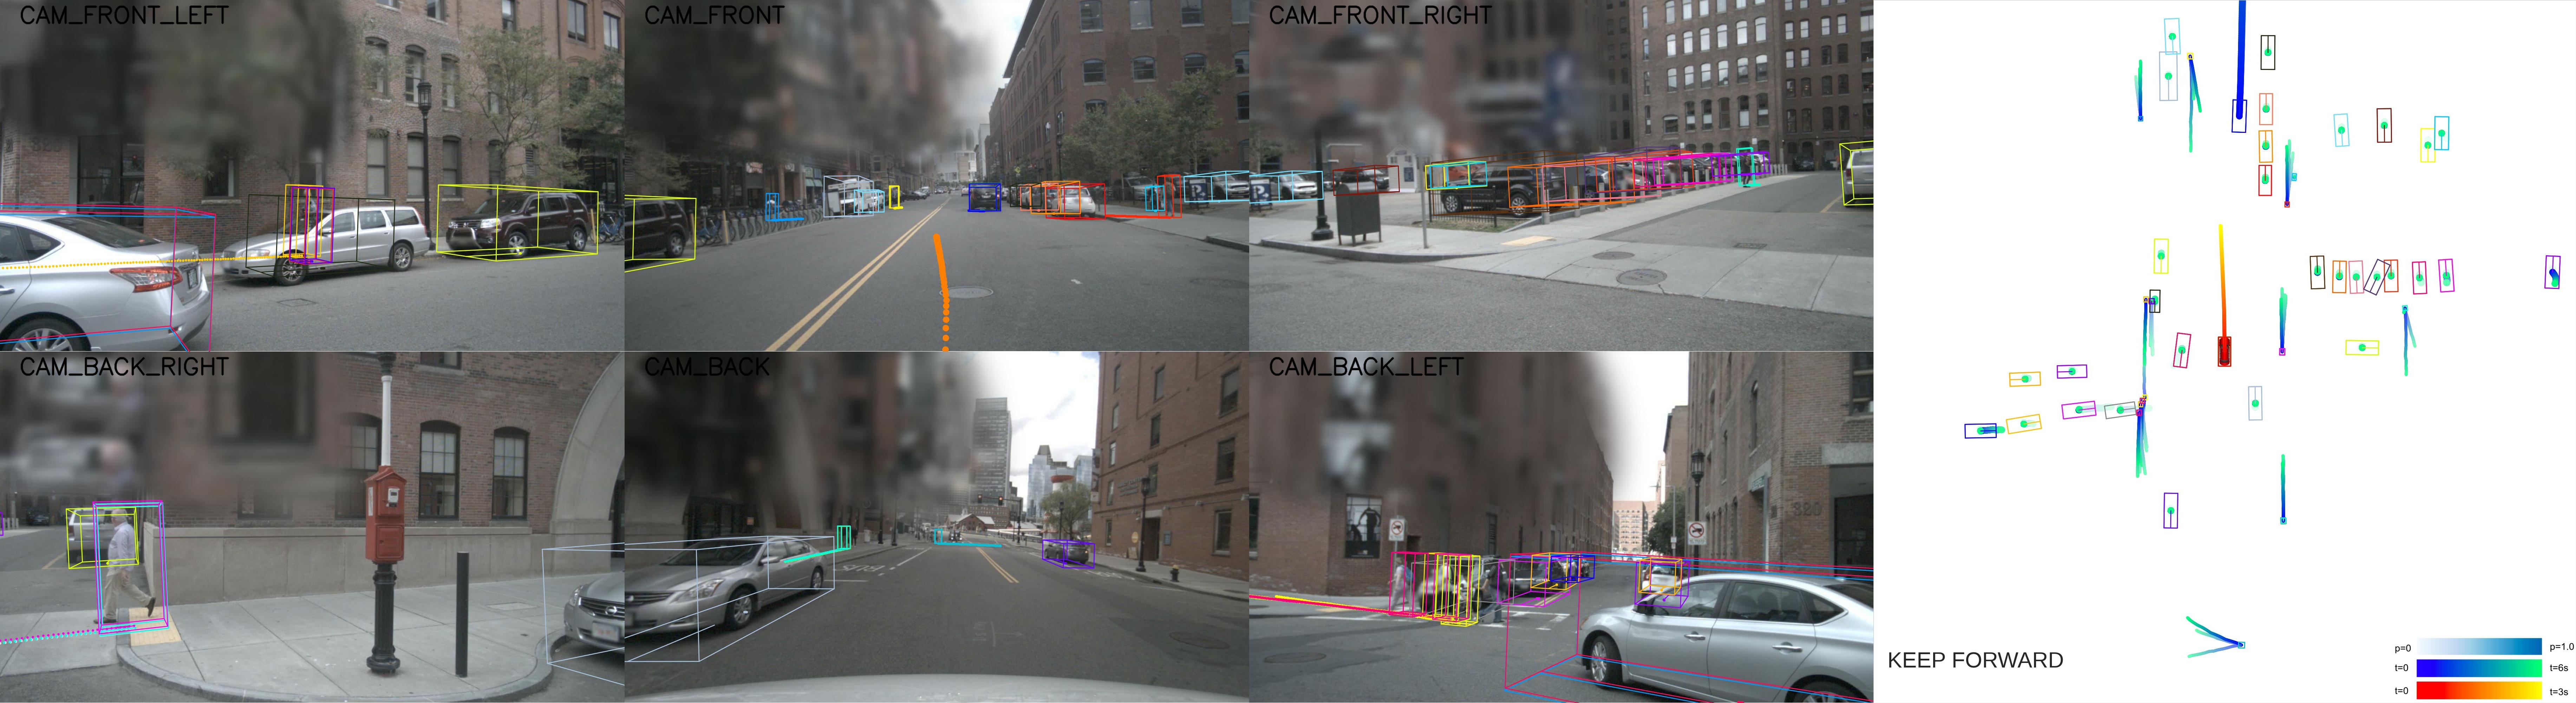 CAM_FRONT_LEFT
CAM_FRONT
CAM_FRONT_RIGHT
CAM_BACK_RIGHT
CAM_BACK
CAM_BACK_LEFT
KEEP FORWARD
p=0
p=1.0
t=0
t=6s
t=0
t=3s